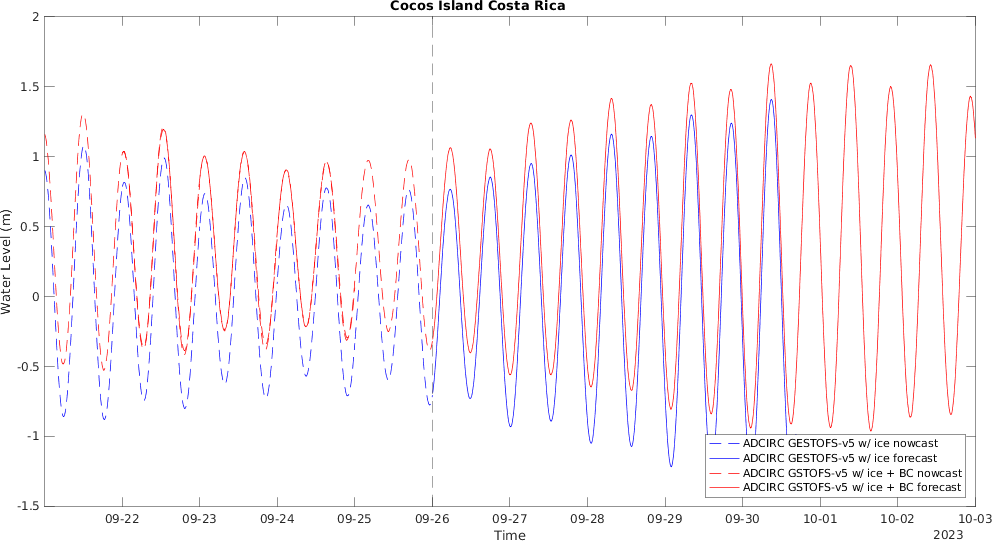 Cocos Island Costa Rica
2
1.5
1
0.5
0
-0.5
-1
-1.5
Water Level (m)
ADCIRC GESTOFS-v5 w/ ice nowcast
ADCIRC GESTOFS-v5 w/ ice forecast
ADCIRC GSTOFS-v5 w/ ice + BC nowcast
ADCIRC GSTOFS-v5 w/ ice + BC forecast
09-22 09-23 09-24 09-25 09-26 09-27 09-28 09-29 09-30 10-01 10-02 10-03
Time
2023